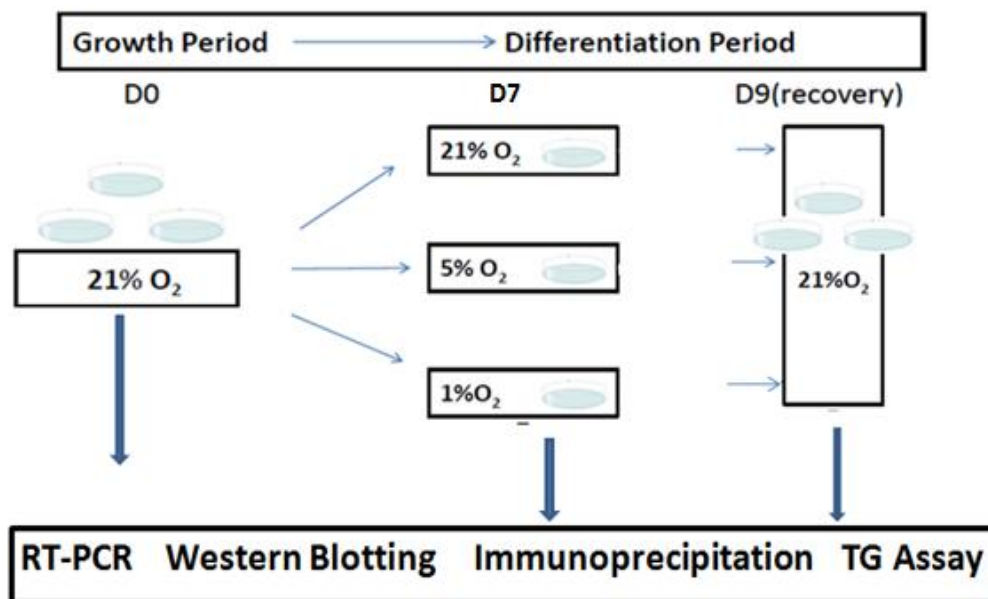 Growth Period Differentiation Period
D0 D7 D9(recovery)
21% O₂
21% O₂
5% O₂
1%O₂
21%O₂
RT-PCR Western Blotting Immunoprecipitation TG Assay